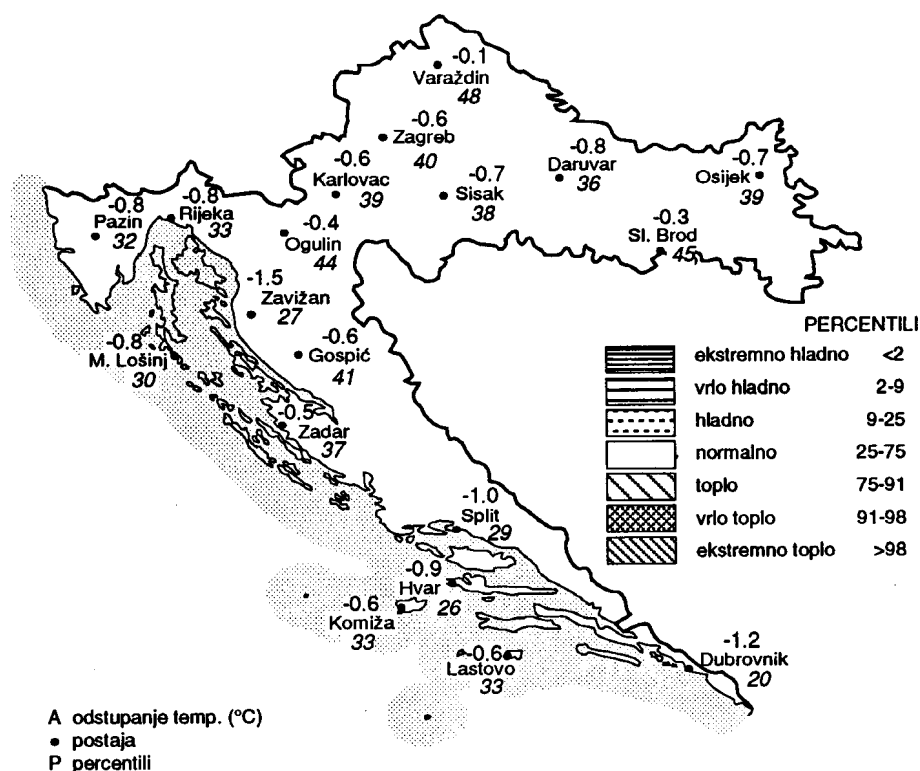 -0.1
Varaždin
48
-0.6
Zagreb
40
-0.8
Daruvar
36
-0.7
Osijek
39
-0.6
Karlovac
39
-0.7
Sisak
38
-0.8
Pazin
32
-0.8
Rijeka
33
-0.4
Ogulin
44
-0.3
Sl. Brod
45
-1.5
Zavižan
27
-0.8
M. Lošinj
30
-0.6
Gospić
41
-0.5
Zadar
37
-1.0
Split
29
-0.9
Hvar
26
-0.6
Komiža
33
-0.6
Lastovo
33
-1.2
Dubrovnik
20
PERCENTILI
ekstremno hladno <2
vrlo hladno 2-9
hladno 9-25
normalno 25-75
toplo 75-91
vrlo toplo 91-98
ekstremno toplo >98
A odstupanje temp. (°C)
• postaja
P percentili